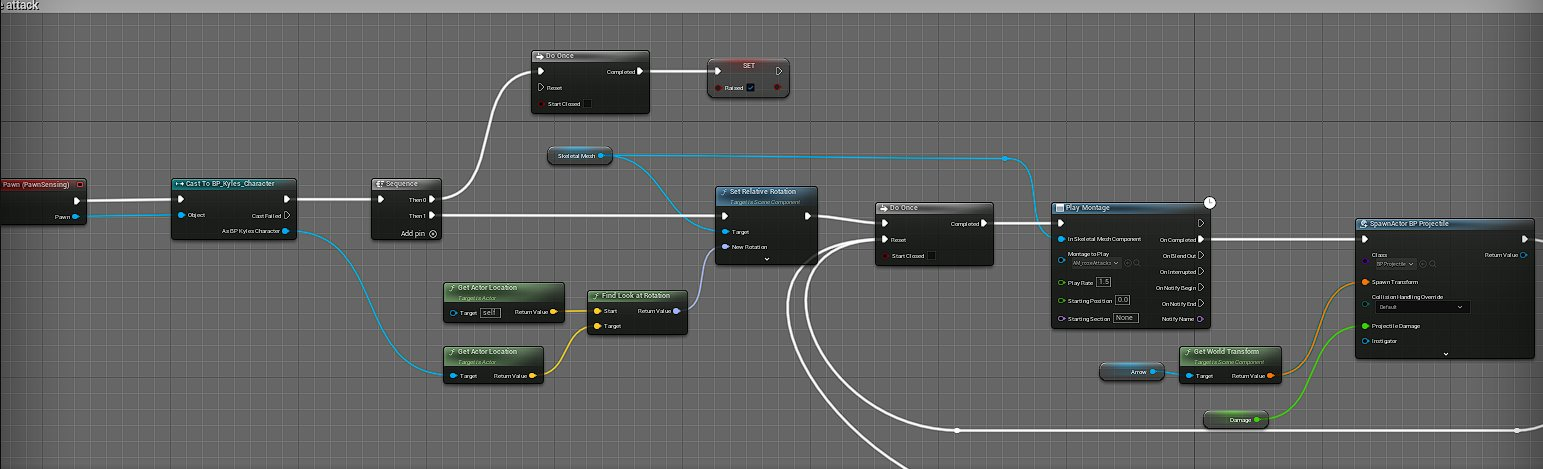 e attack
Do Once
Completed
Reset
Start Closed
SET
Raised
Skeletal Mesh
Pawn (PawnSensing)
Pawn
Cast To BP_Kyles_Character
Object
Cast Failed
As BP Kyles Character
Sequence
Then 0
Then 1
Add pin
Set Relative Rotation
Target is Scene Component
Target
New Rotation
Do Once
Completed
Reset
Start Closed
Play Montage
In Skeletal Mesh Component
On Completed
Montage to Play
On Blend Out
On Interrupted
Play Rate 1.5
On Notify Begin
Starting Position 0.0
On Notify End
Starting Section None
Notify Name
SpawnActor BP Projectile
Class
Return Value
BP Projectile
Spawn Transform
Collision Handling Override
Default
Projectile Damage
Instigator
Get Actor Location
Target is Actor
Target self
Return Value
Find Look at Rotation
Start
Return Value
Target
Get Actor Location
Target is Actor
Target
Return Value
Arrow
Get World Transform
Target is Scene Component
Target
Return Value
Damage